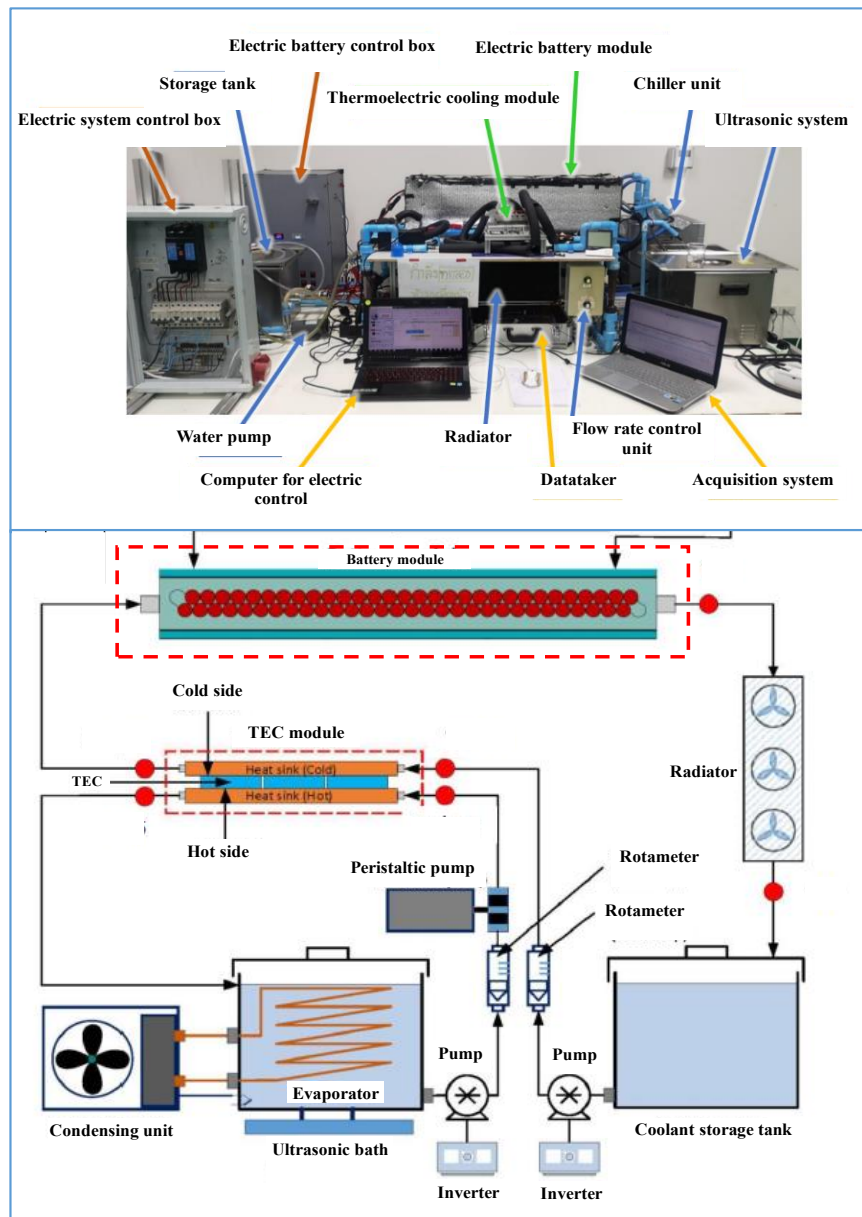 Electric battery control box
Electric battery module
Storage tank
Thermoelectric cooling module
Chiller unit
Electric system control box
Ultrasonic system
Water pump
Radiator
Flow rate control
unit
Computer for electric
control
Datataker
Acquisition system
Battery module
Cold side
TEC module
Heat sink (Cold)
TEC
Heat sink (Hot)
Hot side
Radiator
Peristaltic pump
Rotameter
Rotameter
Pump
Pump
Evaporator
Condensing unit
Ultrasonic bath
Coolant storage tank
Inverter
Inverter